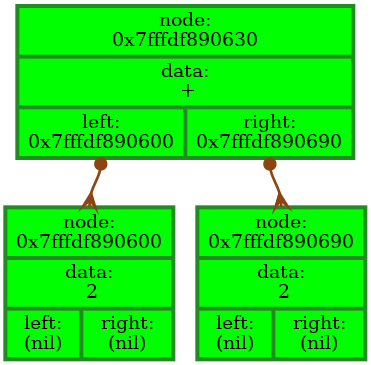 node:
0x7fffdf890630
data:
+
left:
0x7fffdf890600
right:
0x7fffdf890690
node:
0x7fffdf890600
data:
2
left:
(nil)
right:
(nil)
node:
0x7fffdf890690
data:
2
left:
(nil)
right:
(nil)